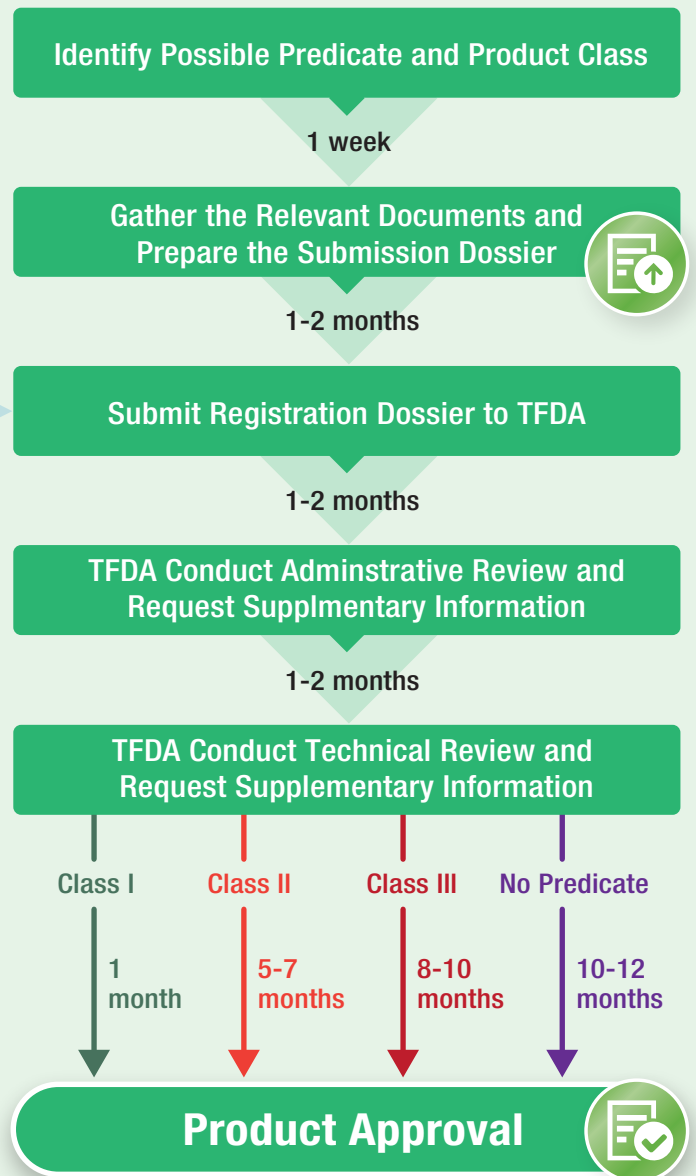 Identify Possible Predicate and Product Class
1 week
Gather the Relevant Documents and
Prepare the Submission Dossier
1-2 months
Submit Registration Dossier to TFDA
1-2 months
TFDA Conduct Adminstrative Review and
Request Supplmentary Information
1-2 months
TFDA Conduct Technical Review and
Request Supplementary Information
Class I
Class II
Class III
No Predicate
1
month
5-7
months
8-10
months
10-12
months
Product Approval